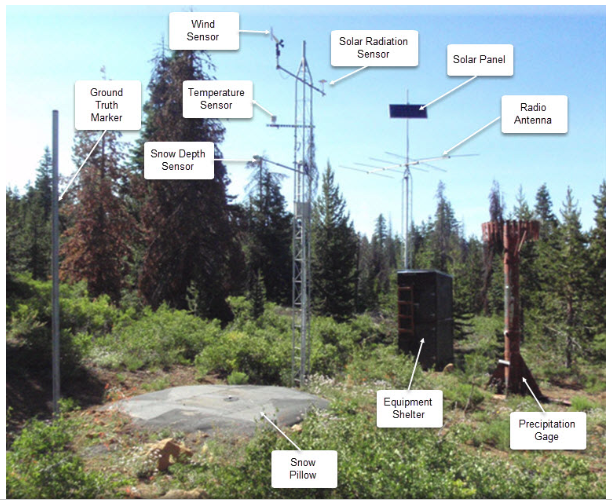 Wind
Sensor
Solar Radiation
Sensor
Solar Panel
Ground
Truth
Marker
Temperature
Sensor
Radio
Antenna
Snow Depth
Sensor
Equipment
Shelter
Precipitation
Gage
Snow
Pillow